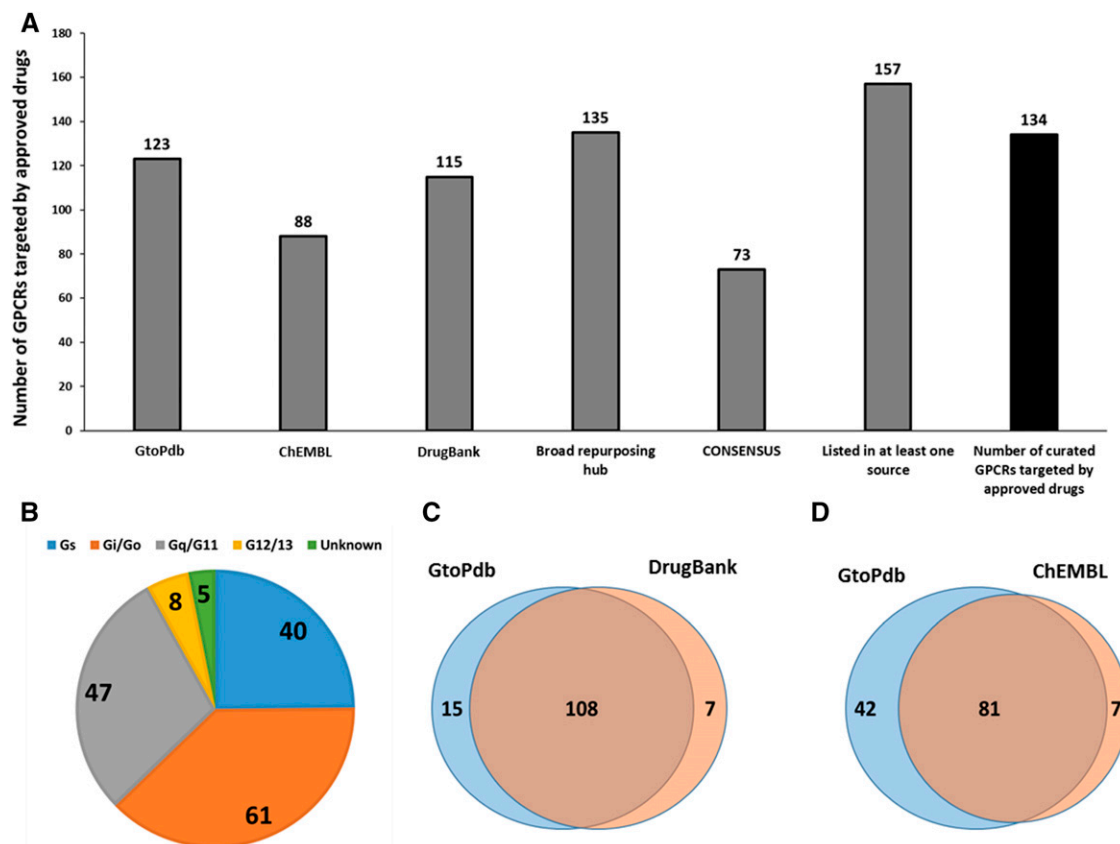 A
Number of GPCRs targeted by approved drugs
180
160
140
120
100
80
60
40
20
0
123
88
115
135
73
157
134
GtoPdb
ChEMBL
DrugBank
Broad repurposing
hub
CONSENSUS
Listed in at least one
source
Number of curated
GPCRs targeted by
approved drugs
B
Gs Gi/Go Gq/G11 G12/13 Unknown
8
5
40
47
61
C
GtoPdb
DrugBank
15
108
7
D
GtoPdb
ChEMBL
42
81
7